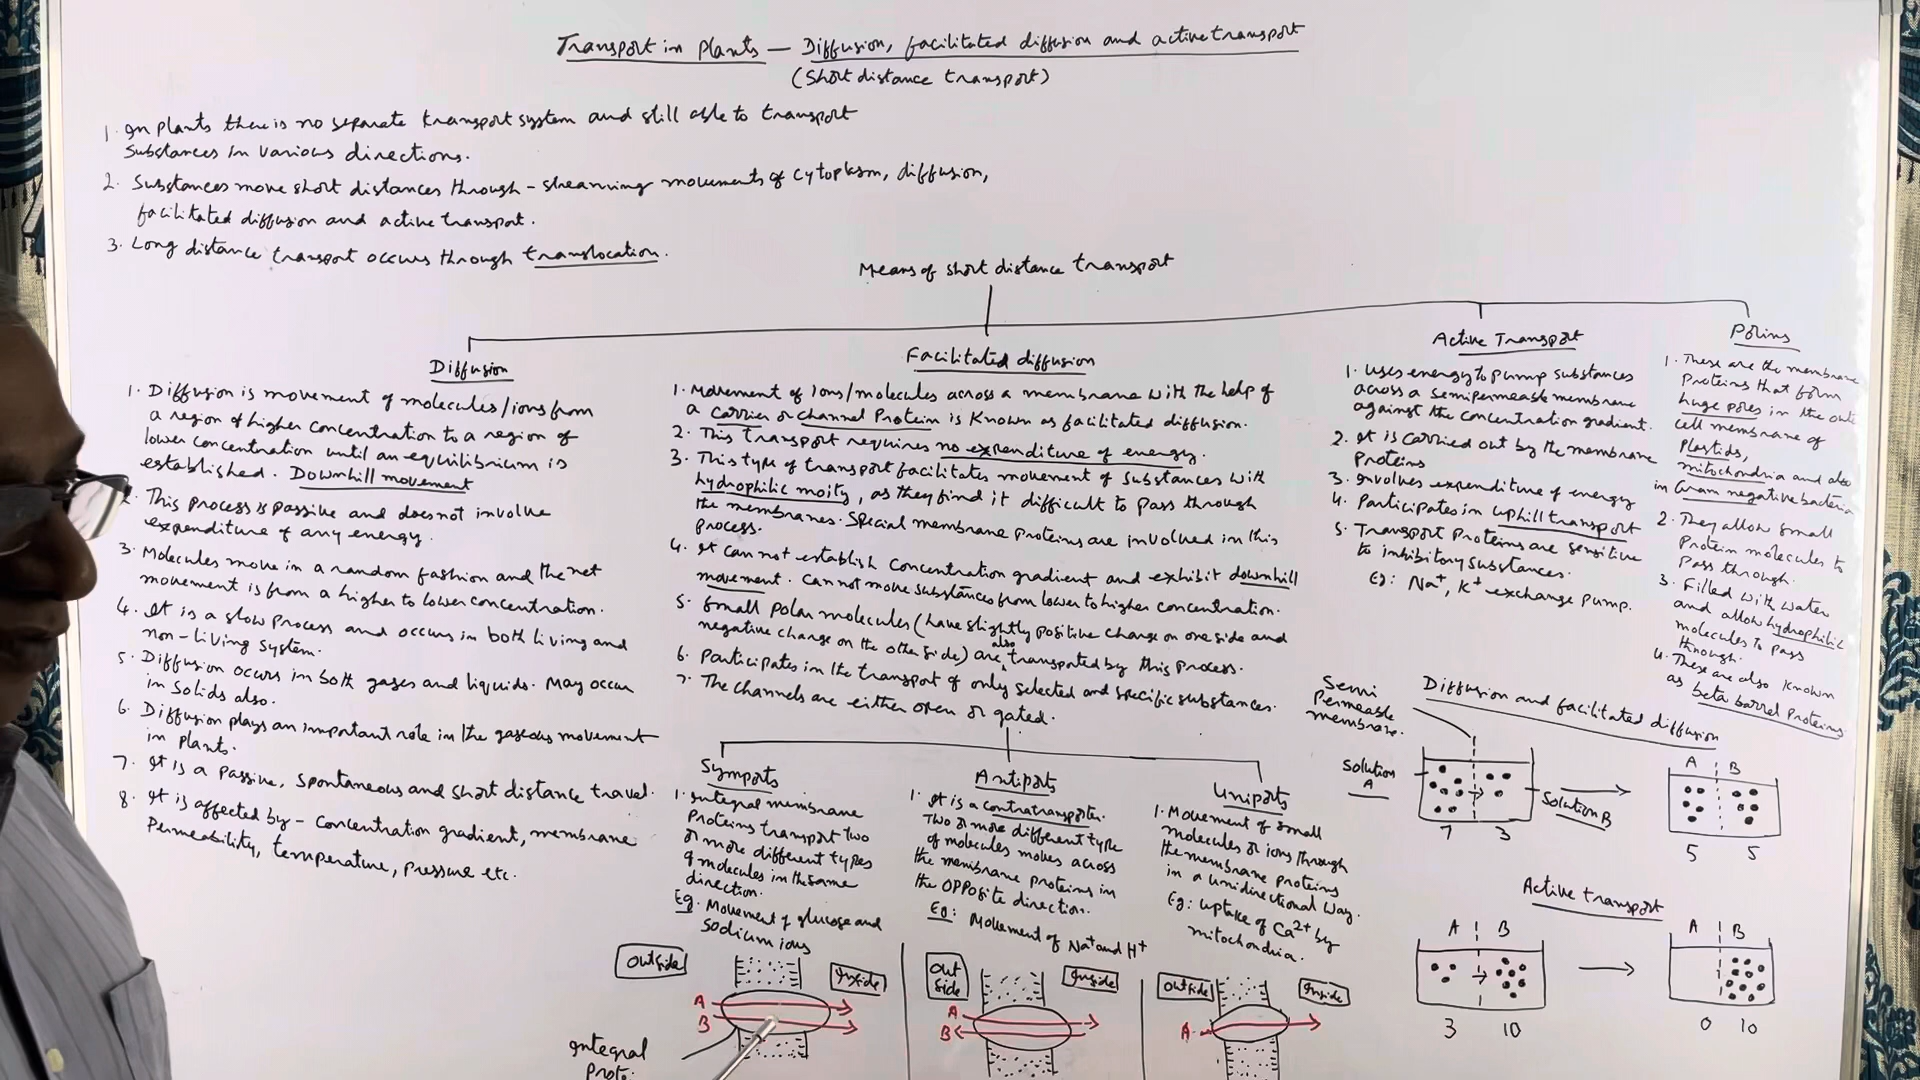 Transport in plants — Diffusion, facilitated diffusion and active transport
(Short distance transport)
1. In plants there is no separate transport system and still able to transport
substances in various directions.
2. Substances move short distances through - streaming movements of cytoplasm, diffusion,
facilitated diffusion and active transport.
3. Long distance transport occurs through translocation.
Means of short distance transport
Diffusion
1. Diffusion is movement of molecules/ions from
a region of higher concentration to a region of
lower concentration until an equilibrium is
established. Downhill movement
2. This process is passive and does not involve
expenditure of any energy.
3. Molecules move in a random fashion and the net
movement is from a higher to lower concentration.
4. It is a slow process and occurs in both living and
non-living system.
5. Diffusion occurs in both gases and liquids. May occur
in solids also.
6. Diffusion plays an important role in the gaseous movement
in plants.
7. It is a passive, spontaneous and short distance travel.
8. It is affected by - concentration gradient, membrane
permeability, temperature, pressure etc.
Facilitated diffusion
1. Movement of ions/molecules across a membrane with the help of
a carrier or channel protein is known as facilitated diffusion.
2. This transport requires no expenditure of energy.
3. This type of transport facilitates movement of substances with
hydrophilic moity, as they find it difficult to pass through
the membranes. Special membrane proteins are involved in this
process.
4. It can not establish concentration gradient and exhibit downhill
movement. Cannot move substances from lower to higher concentration.
5. Small polar molecules (have slightly positive charge on one side and
negative charge on the other side) are also transported by this process.
6. Participates in the transport of only selected and specific substances.
7. The channels are either open or gated.
Symports
1. Integral membrane
proteins transport two
or more different types
of molecules in the same
direction.
Eg. Movement of glucose and
sodium ions
Antiports
1. It is a contratransporter.
Two or more different type
of molecules moves across
the membrane proteins in
the opposite direction.
Eg: Movement of Na+ and H+
Uniports
1. Movement of small
molecules or ions through
the membrane proteins
in a unidirectional way.
Eg: uptake of Ca2+ by
mitochondria.
Outside
Inside
A
B
Integral
Prote
Out
side
Inside
A
B
Outside
Inside
A
Active Transport
1. Uses energy to pump substances
across a semipermeable membrane
against the concentration gradient.
2. It is carried out by the membrane
proteins
3. Involves expenditure of energy
4. Participates in uphill transport
5. Transport proteins are sensitive
to inhibitory substances.
Eg: Na+, K+ exchange pump.
Porins
1. These are the membrane
proteins that form
huge pores in the out
cell membrane of
plastids,
mitochondria and also
in Gram negative bacteria
2. They allow small
protein molecules to
pass through.
3. Filled with water
and allow hydrophilic
molecules to pass
through.
4. These are also known
as beta barrel proteins.
Diffusion and facilitated diffusion
Semi
Permeable
membrane.
Solution
A
Solution B
7 3
A B
5 5
Active transport
A B
3 10
A B
0 10